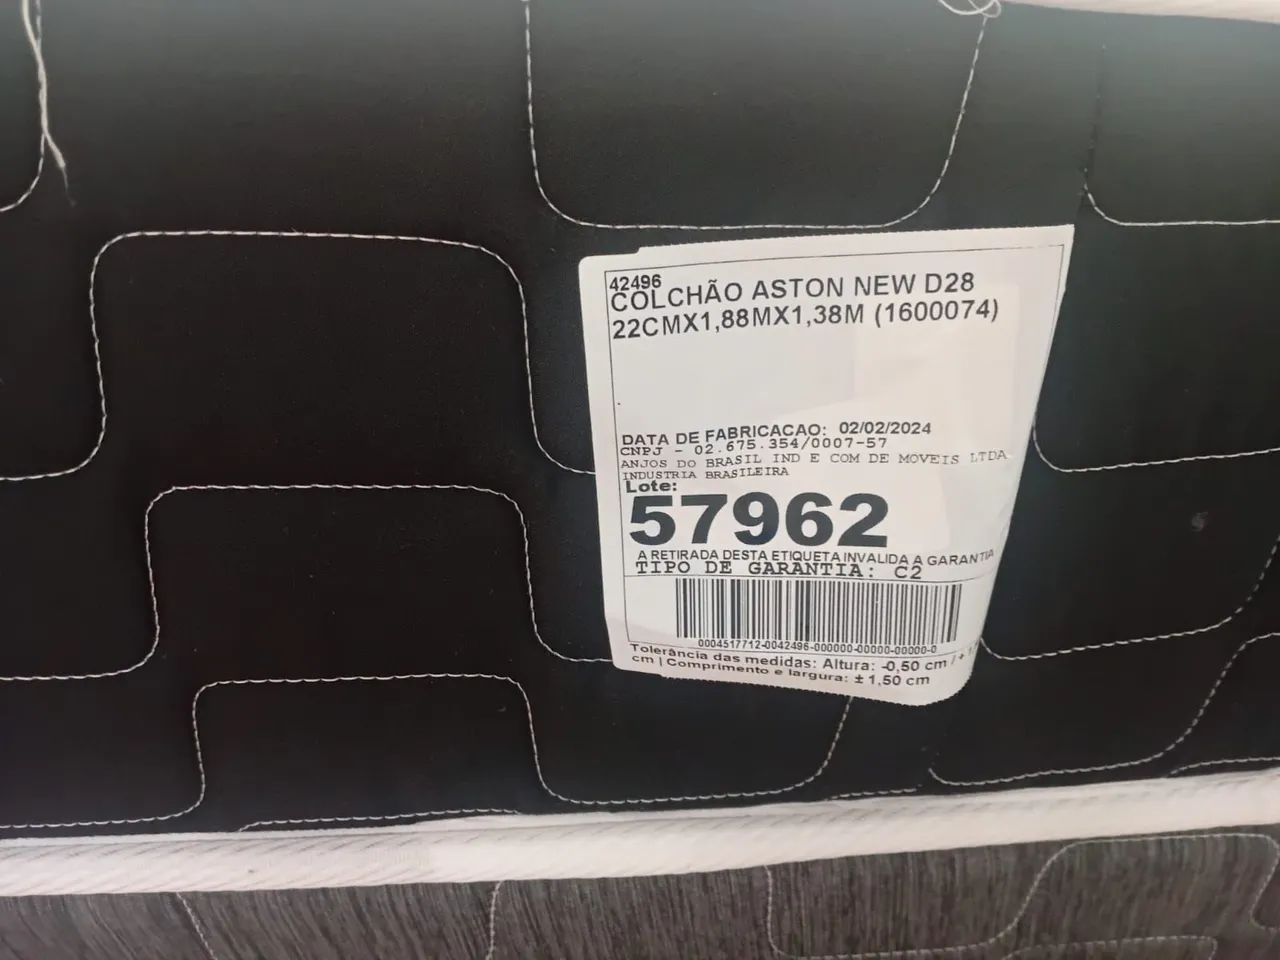 42496
COLCHÃO ASTON NEW D28
22CMX1,88MX1,38M (1600074)
DATA DE FABRICACAO: 02/02/2024
CNPJ - 02.675.354/0007-57
ANJOS DO BRASIL IND E COM DE MOVEIS LTDA
INDUSTRIA BRASILEIRA
Lote:
57962
A RETIRADA DESTA ETIQUETA INVALIDA A GARANTIA
TIPO DE GARANTIA: C2
0004517712-0042496-000000-00000-00000-0
Tolerância das medidas: Altura: -0,50 cm / +
cm | Comprimento e largura: ± 1,50 cm